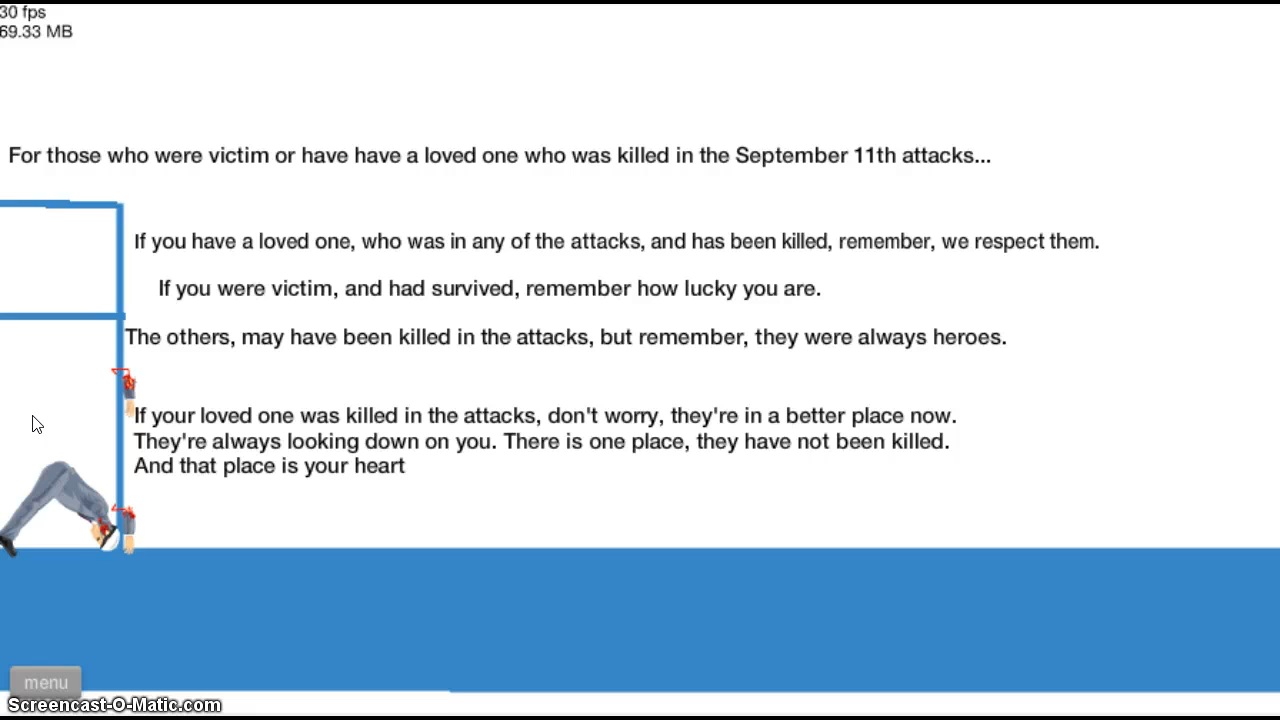 30 fps
69.33 MB
For those who were victim or have have a loved one who was killed in the September 11th attacks...
If you have a loved one, who was in any of the attacks, and has been killed, remember, we respect them.
If you were victim, and had survived, remember how lucky you are.
The others, may have been killed in the attacks, but remember, they were always heroes.
If your loved one was killed in the attacks, don't worry, they're in a better place now.
They're always looking down on you. There is one place, they have not been killed.
And that place is your heart
menu
Screencast-O-Matic.com